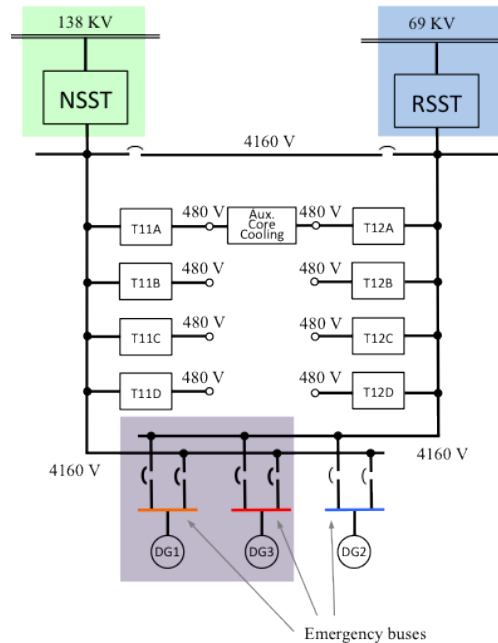 138 KV
69 KV
NSST
RSST
4160 V
480 V
Aux.
Core
Cooling
480 V
T11A
T12A
480 V
480 V
T11B
T12B
480 V
480 V
T11C
T12C
480 V
480 V
T11D
T12D
4160 V
4160 V
DG1
DG3
DG2
Emergency buses